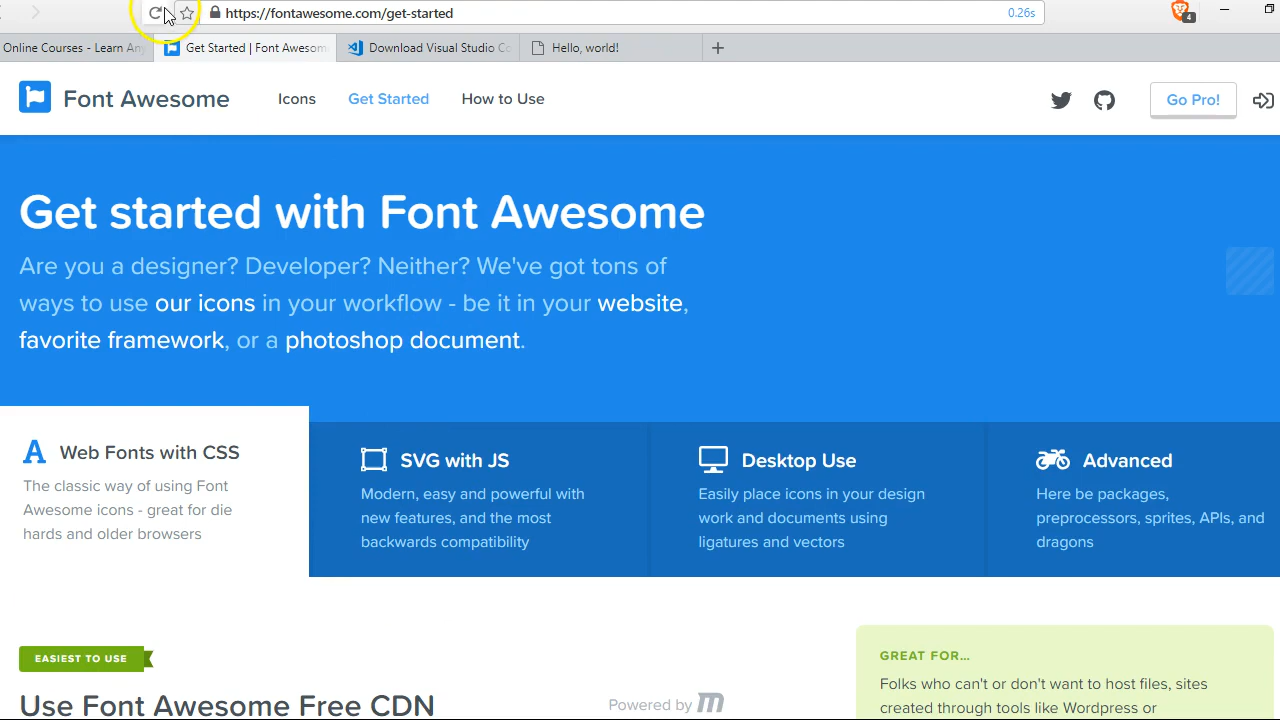 https://fontawesome.com/get-started
0.26s
4
Online Courses - Learn An
Get Started | Font Awesom
Download Visual Studio Co
Hello, world!
Font Awesome
Icons
Get Started
How to Use
Go Pro!
Get started with Font Awesome
Are you a designer? Developer? Neither? We've got tons of
ways to use our icons in your workflow - be it in your website,
favorite framework, or a photoshop document.
Web Fonts with CSS
The classic way of using Font
Awesome icons - great for die
hards and older browsers
SVG with JS
Modern, easy and powerful with
new features, and the most
backwards compatibility
Desktop Use
Easily place icons in your design
work and documents using
ligatures and vectors
Advanced
Here be packages,
preprocessors, sprites, APIs, and
dragons
EASIEST TO USE
Use Font Awesome Free CDN
Powered by m
GREAT FOR...
Folks who can't or don't want to host files, sites
created through tools like Wordpress or